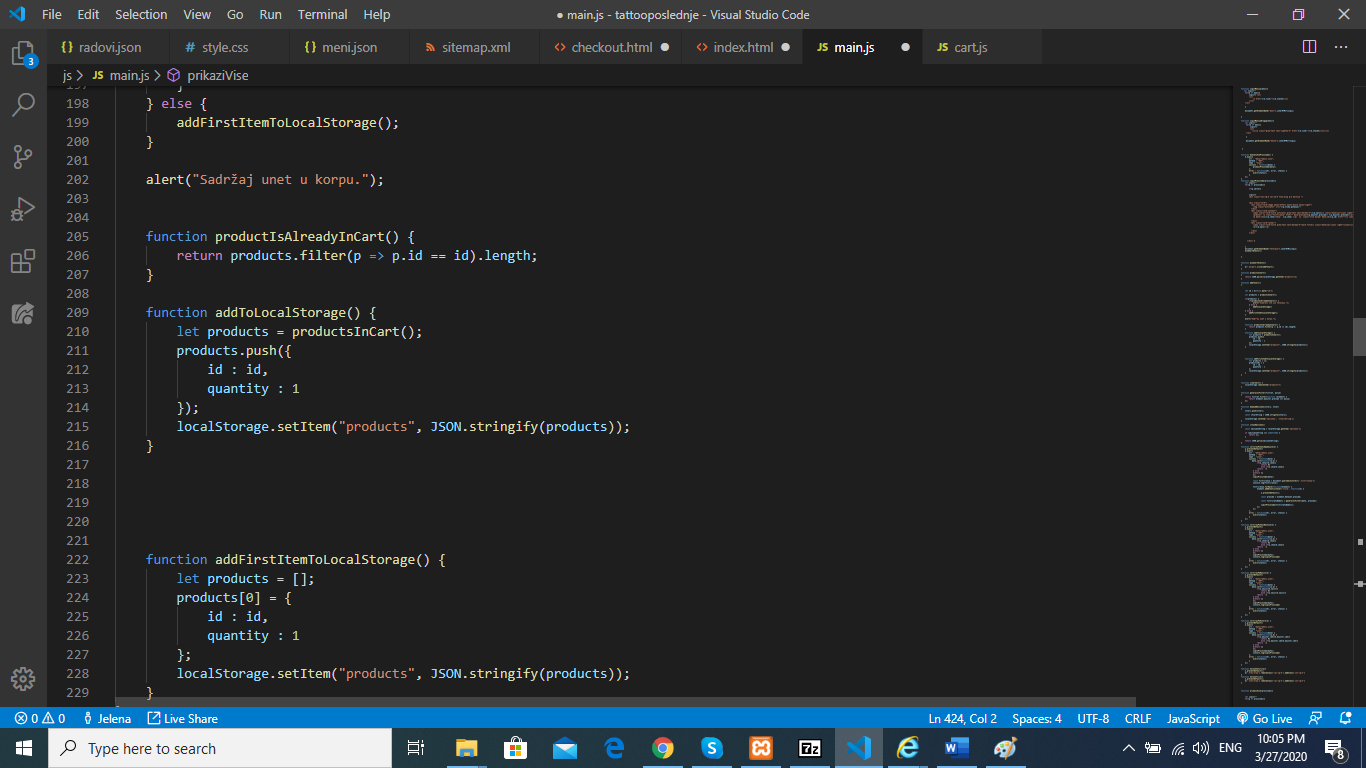 File Edit Selection View Go Run Terminal Help
● main.js - tattooposlednje - Visual Studio Code
{} radovi.json # style.css {} meni.json sitemap.xml <> checkout.html ● <> index.html ● JS main.js ● JS cart.js ···
3
js > JS main.js > prikaziVise
197 }
198 } else {
199 addFirstItemToLocalStorage();
200 }
201
202 alert("Sadržaj unet u korpu.");
203
204
205 function productIsAlreadyInCart() {
206 return products.filter(p => p.id == id).length;
207 }
208
209 function addToLocalStorage() {
210 let products = productsInCart();
211 products.push({
212 id : id,
213 quantity : 1
214 });
215 localStorage.setItem("products", JSON.stringify(products));
216 }
217
218
219
220
221
222 function addFirstItemToLocalStorage() {
223 let products = [];
224 products[0] = {
225 id : id,
226 quantity : 1
227 };
228 localStorage.setItem("products", JSON.stringify(products));
229 }
0 0 Jelena Live Share Ln 424, Col 2 Spaces: 4 UTF-8 CRLF JavaScript Go Live
Type here to search
S 7z W ENG
10:05 PM
3/27/2020
8